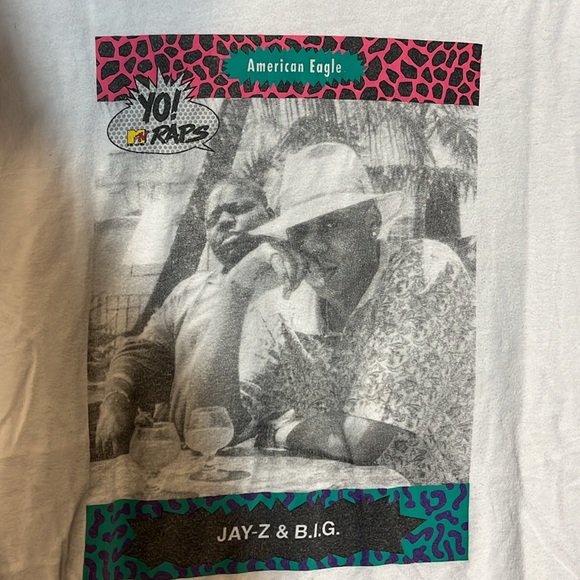 American Eagle
YO!
MTV RAPS
JAY-Z & B.I.G.